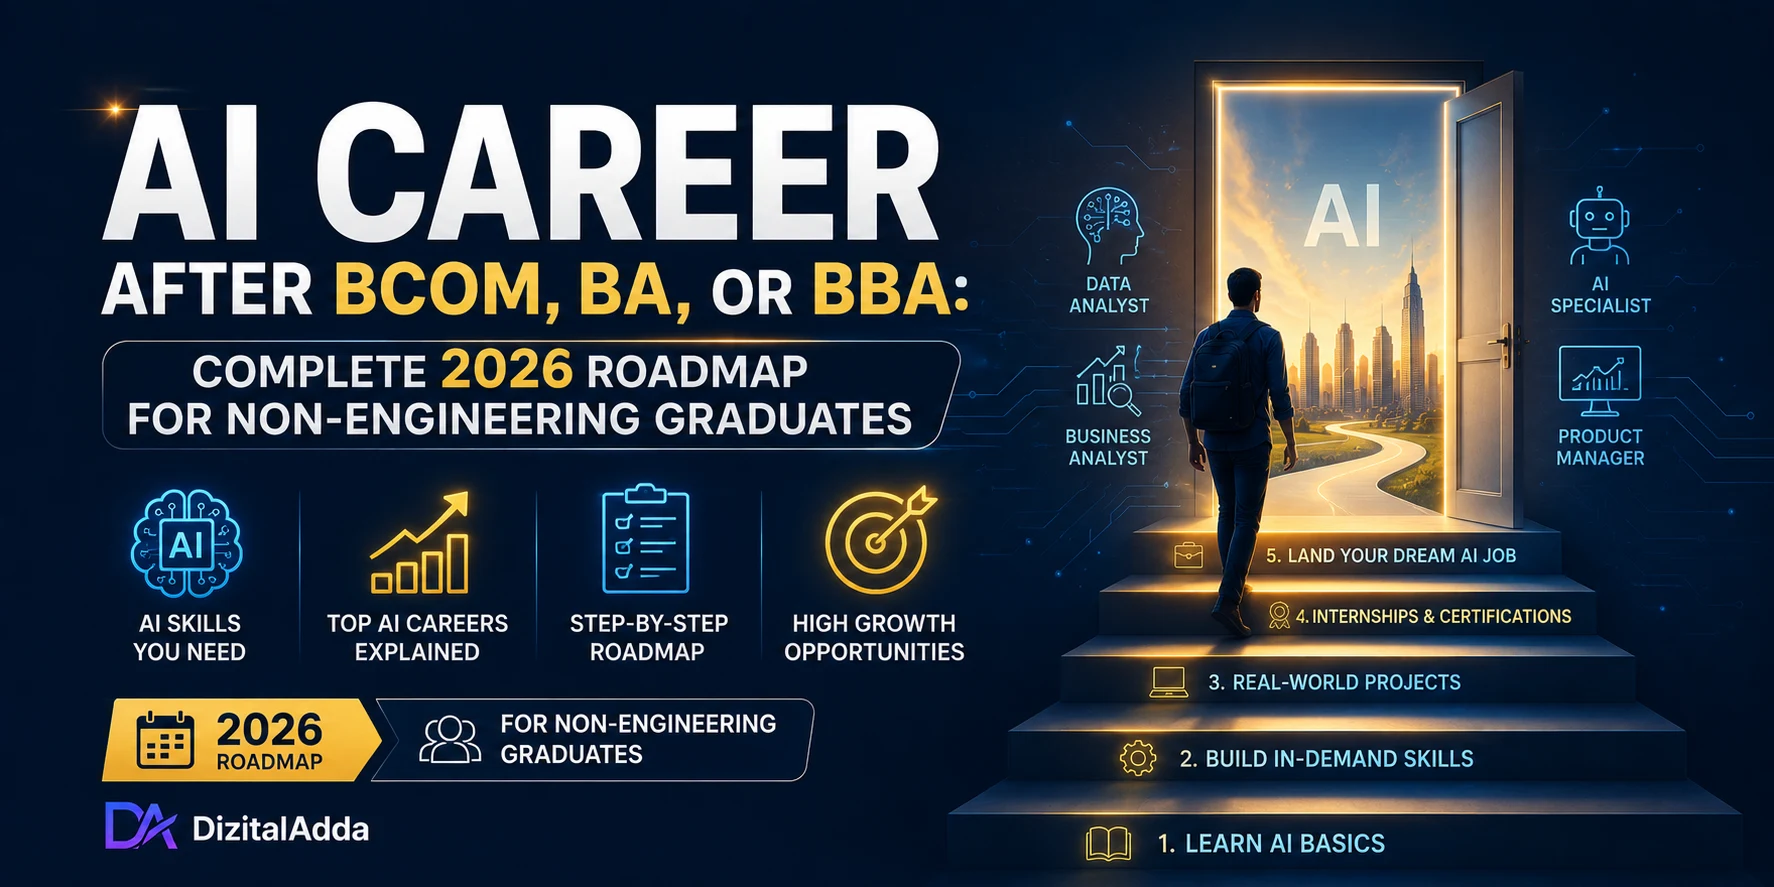 AI CAREER
AFTER BCOM, BA, OR BBA:
COMPLETE 2026 ROADMAP
FOR NON-ENGINEERING GRADUATES
AI
AI SKILLS
YOU NEED
TOP AI CAREERS
EXPLAINED
STEP-BY-STEP
ROADMAP
HIGH GROWTH
OPPORTUNITIES
2026
ROADMAP
FOR NON-ENGINEERING
GRADUATES
DA DizitalAdda
AI
DATA
ANALYST
BUSINESS
ANALYST
AI
SPECIALIST
PRODUCT
MANAGER
5. LAND YOUR DREAM AI JOB
4. INTERNSHIPS & CERTIFICATIONS
3. REAL-WORLD PROJECTS
2. BUILD IN-DEMAND SKILLS
1. LEARN AI BASICS